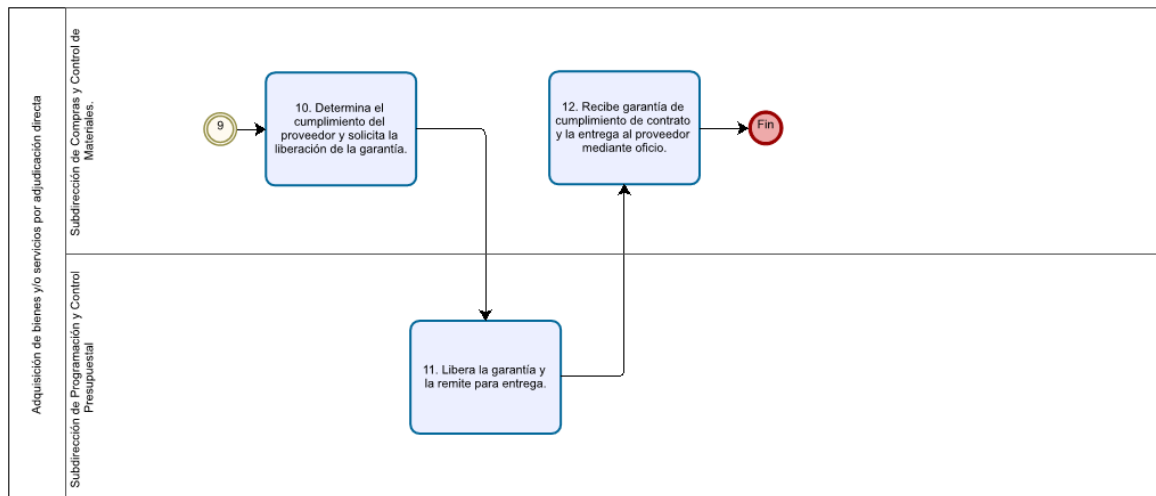 Adquisición de bienes y/o servicios por adjudicación directa
Subdirección de Compras y Control de
Materiales.
9
10. Determina el
cumplimiento del
proveedor y solicita la
liberación de la garantía.
12. Recibe garantía de
cumplimiento de contrato
y la entrega al proveedor
mediante oficio.
Fin
Subdirección de Programación y Control
Presupuestal
11. Libera la garantía y
la remite para entrega.